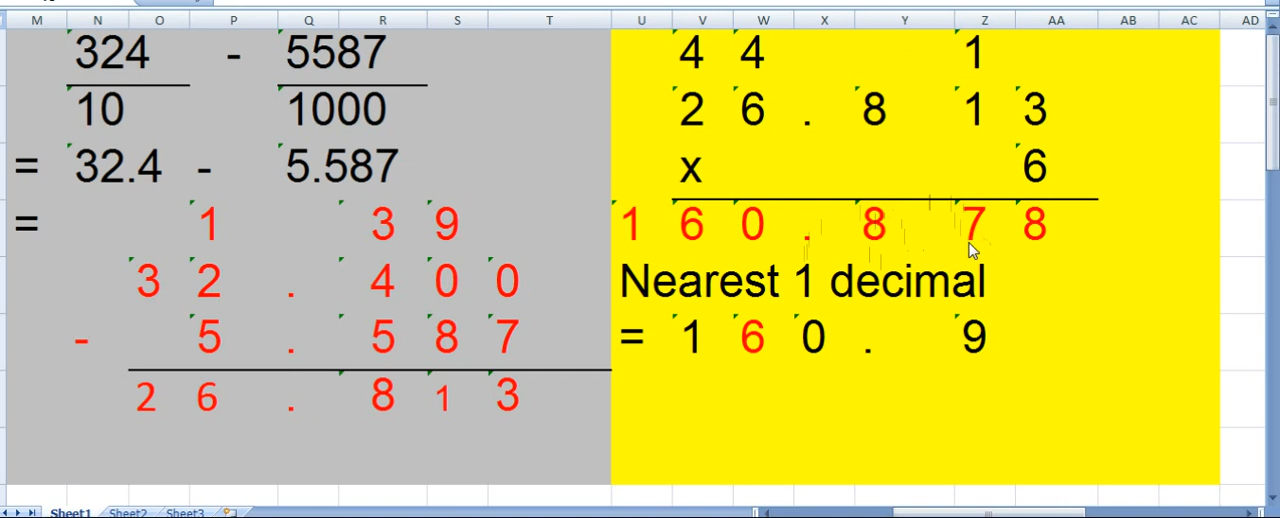 M N O P Q R S T U V W X Y Z AA AB AC AD
324 - 5587
10 1000
= 32.4 - 5.587
= 1 3 9
3 2 . 4 0 0
- 5 . 5 8 7
2 6 . 8 1 3
4 4 1
2 6 . 8 1 3
x 6
1 6 0 . 8 7 8
Nearest 1 decimal
= 1 6 0 . 9
Sheet1 Sheet2 Sheet3